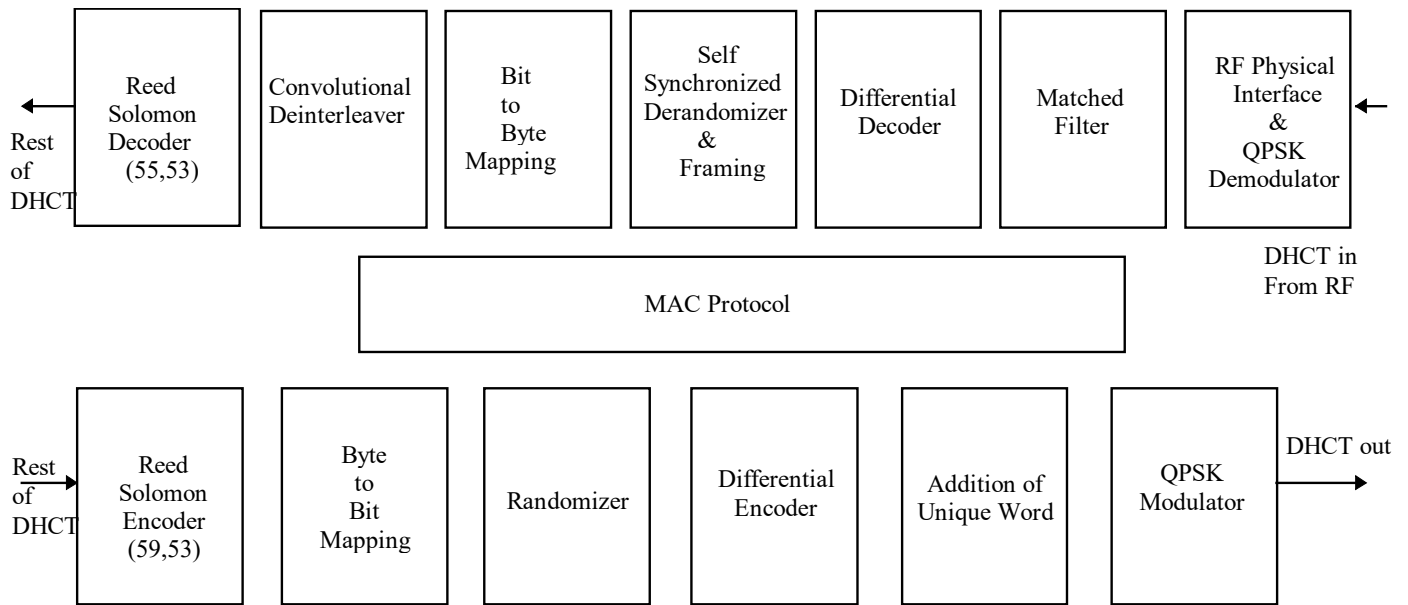 Rest
of
DHCT
Reed
Solomon
Decoder
(55,53)
Convolutional
Deinterleaver
Bit
to
Byte
Mapping
Self
Synchronized
Derandomizer
&
Framing
Differential
Decoder
Matched
Filter
RF Physical
Interface
&
QPSK
Demodulator
DHCT in
From RF
MAC Protocol
Rest
of
DHCT
Reed
Solomon
Encoder
(59,53)
Byte
to
Bit
Mapping
Randomizer
Differential
Encoder
Addition of
Unique Word
QPSK
Modulator
DHCT out